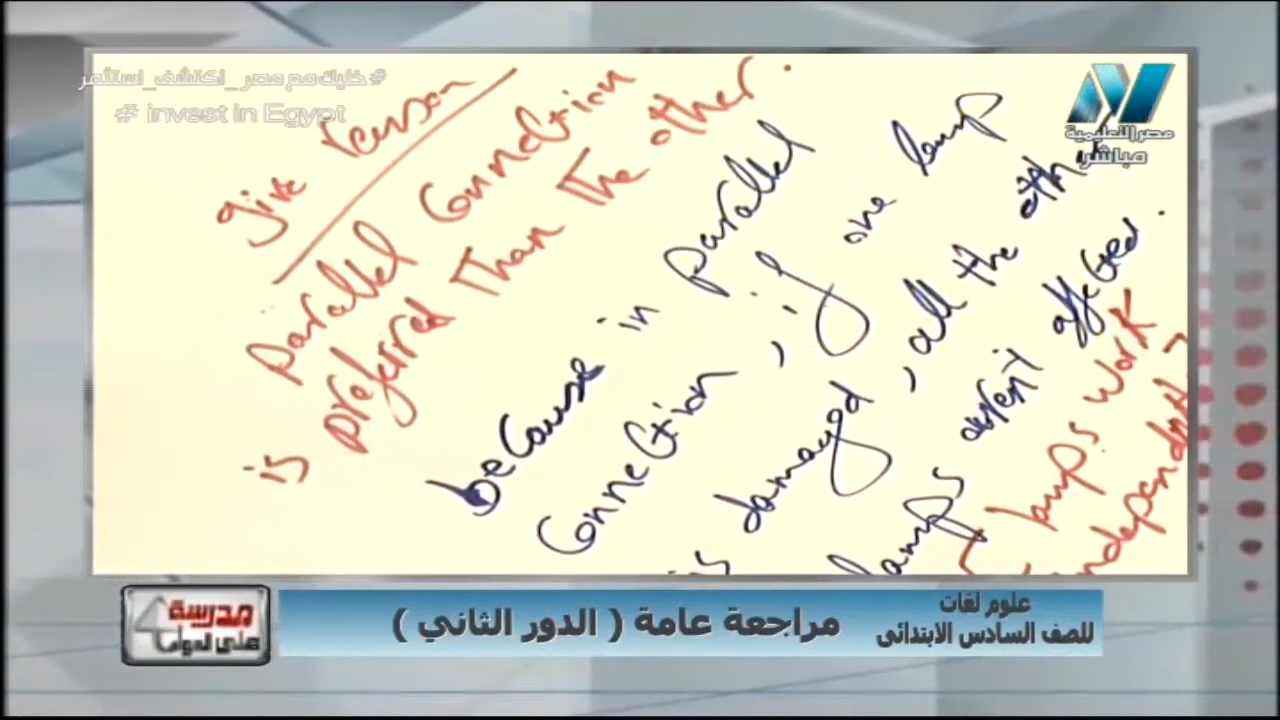 #خليك_مع_مصر_اكتشف_استثمر
# invest in Egypt
مصر التعليمية
مباشر
give reason
parallel Connection
is preferred Than The other.
because in parallel
Connection, if one lamp
is damaged, all the other
lamps aren't affected.
lamps work
مدرسة
على الهواء
مراجعة عامة ( الدور الثاني )
علوم لغات
للصف السادس الابتدائى